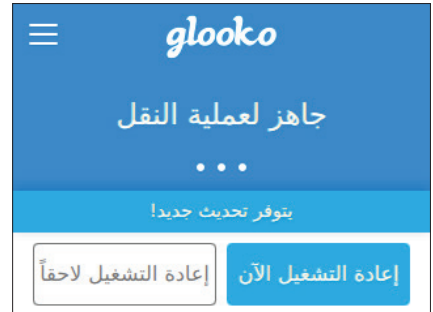 glooko
جاهز لعملية النقل
يتوفر تحديث جديد!
إعادة التشغيل الآن
إعادة التشغيل لاحقاً